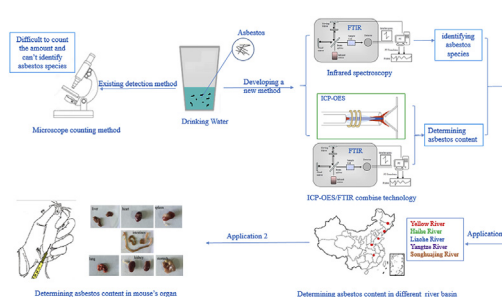 Difficult to count
the amount and
can't identify
asbestos species
Existing detection method
Microscope counting method
Asbestos
Drinking Water
Developing a
new method
FTIR
Infrared spectroscopy
identifying
asbestos
species
ICP-OES
FTIR
ICP-OES/FTIR combine technology
Determining
asbestos content
Application
Yellow River
Haihe River
Liaohe River
Yangtze River
Songhuajiang River
Determining asbestos content in different river basin
Application 2
Determining asbestos content in mouse's organ